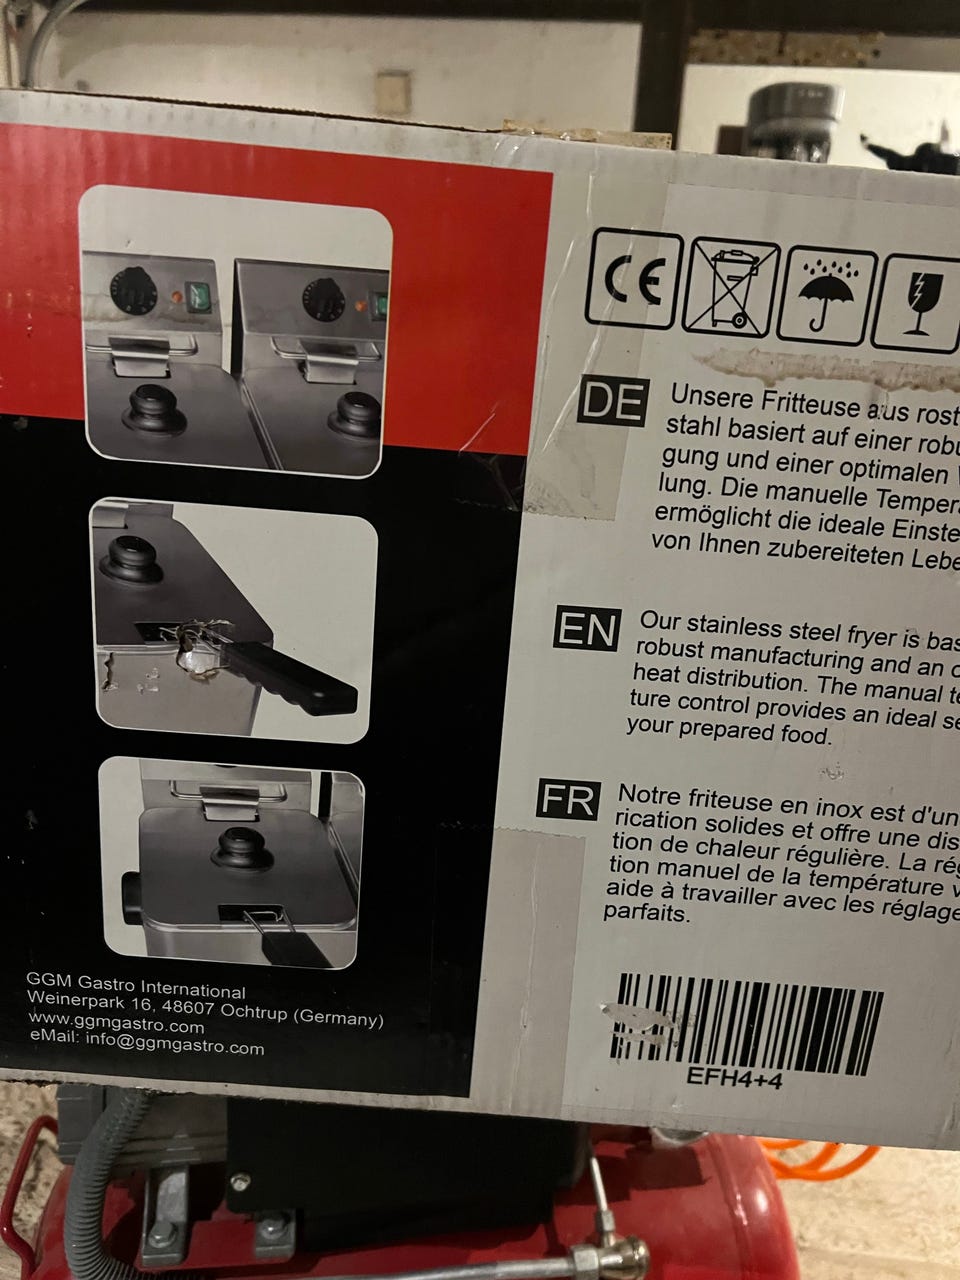 CE
DE
Unsere Fritteuse aus rost
stahl basiert auf einer robu
gung und einer optimalen
lung. Die manuelle Tempera
ermöglicht die ideale Einste
von Ihnen zubereiteten Lebe
EN
Our stainless steel fryer is bas
robust manufacturing and an o
heat distribution. The manual te
ture control provides an ideal se
your prepared food.
FR
Notre friteuse en inox est d'un
rication solides et offre une dis
tion de chaleur régulière. La rég
tion manuel de la température v
aide à travailler avec les réglage
parfaits.
EFH4+4
GGM Gastro International
Weinerpark 16, 48607 Ochtrup (Germany)
www.ggmgastro.com
eMail: info@ggmgastro.com